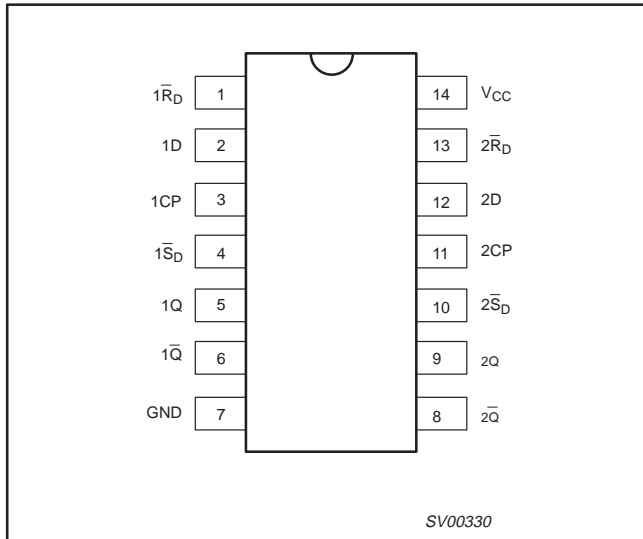 1R̅D 1 14 VCC
1D 2 13 2R̅D
1CP 3 12 2D
1S̅D 4 11 2CP
1Q 5 10 2S̅D
1Q̅ 6 9 2Q
GND 7 8 2Q̅
SV00330